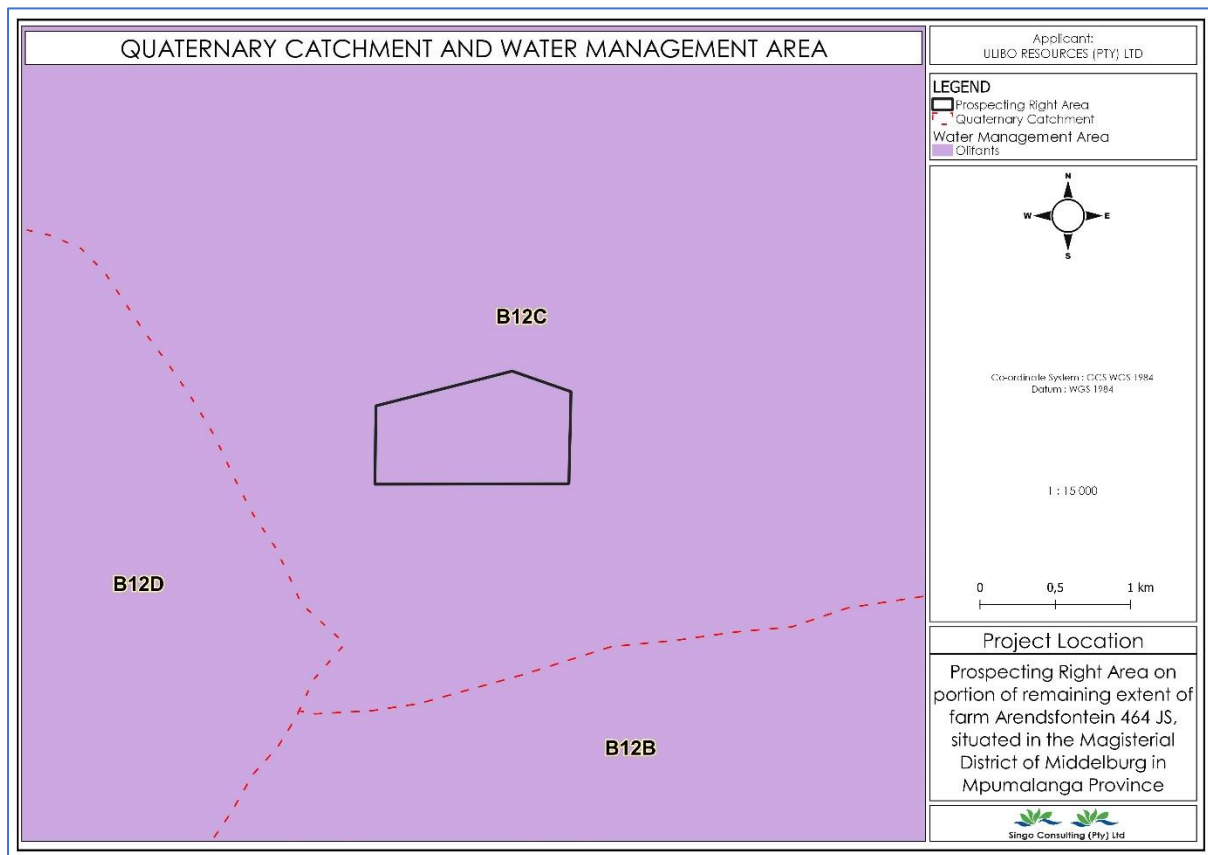 QUATERNARY CATCHMENT AND WATER MANAGEMENT AREA
B12C
B12D
B12B
Applicant:
ULIBO RESOURCES (PTY) LTD
LEGEND
Prospecting Right Area
Quaternary Catchment
Water Management Area
Olifants
N
W E
S
Co-ordinate System : GCS WGS 1984
Datum : WGS 1984
1 : 15 000
0 0,5 1 km
Project Location
Prospecting Right Area on
portion of remaining extent of
farm Arendsfontein 464 JS,
situated in the Magisterial
District of Middelburg in
Mpumalanga Province
Singo Consulting (Pty) Ltd